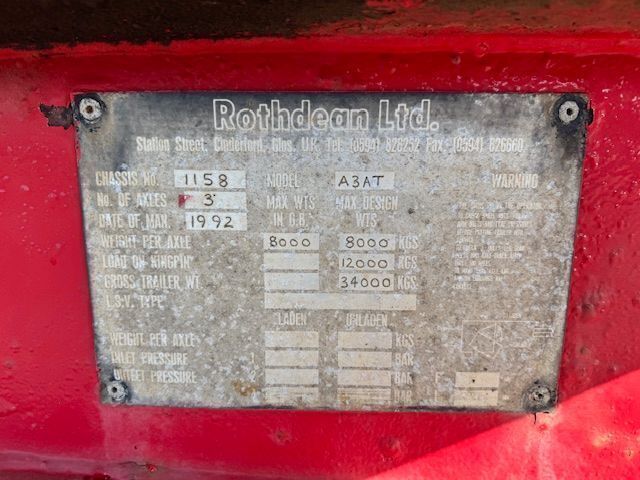 Rothdean Ltd.
Station Street, Cinderford, Glos. U.K. Tel: (0594) 826252 Fax: (0594) 826660
CHASSIS No. 1158 MODEL A3AT WARNING
No. OF AXLES 3 MAX WTS MAX DESIGN
DATE OF MAN. 1992 IN G.B. WTS
WEIGHT PER AXLE 8000 8000 KGS
LOAD ON KINGPIN 12000 KGS
GROSS TRAILER WT. 34000 KGS
L.S.V. TYPE
LADEN UNLADEN
WEIGHT PER AXLE KGS
INLET PRESSURE 1 BAR
OUTLET PRESSURE 2 BAR
BAR